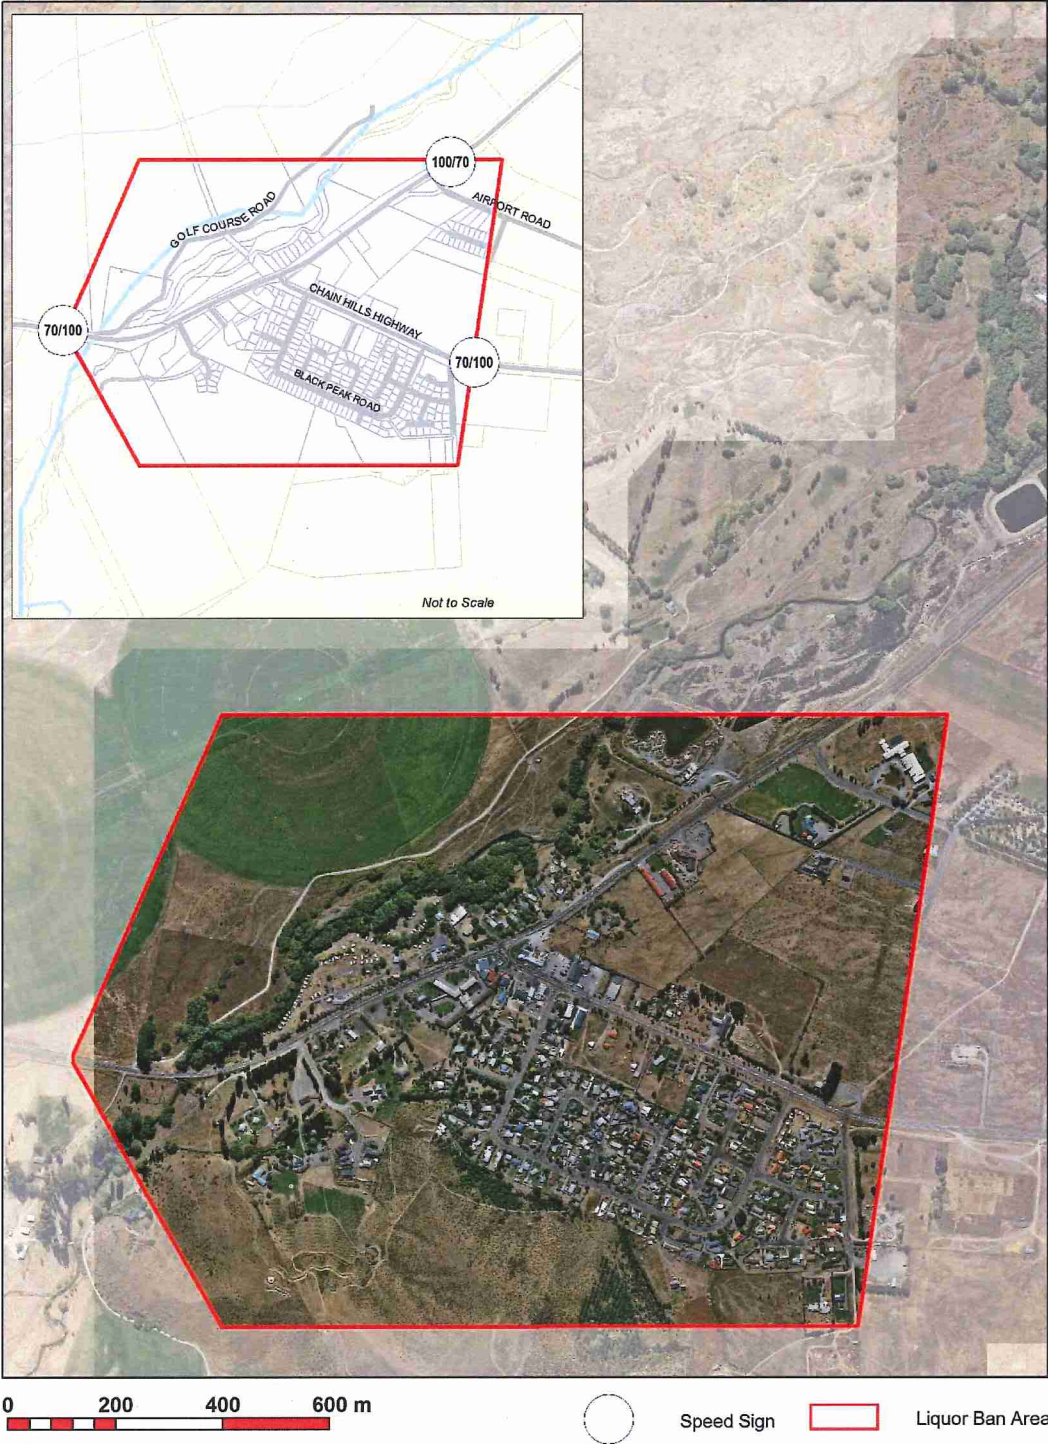 100/70
AIRPORT ROAD
GOLF COURSE ROAD
CHAIN HILLS HIGHWAY
70/100
70/100
BLACK PEAK ROAD
Not to Scale
0 200 400 600 m
Speed Sign
Liquor Ban Area